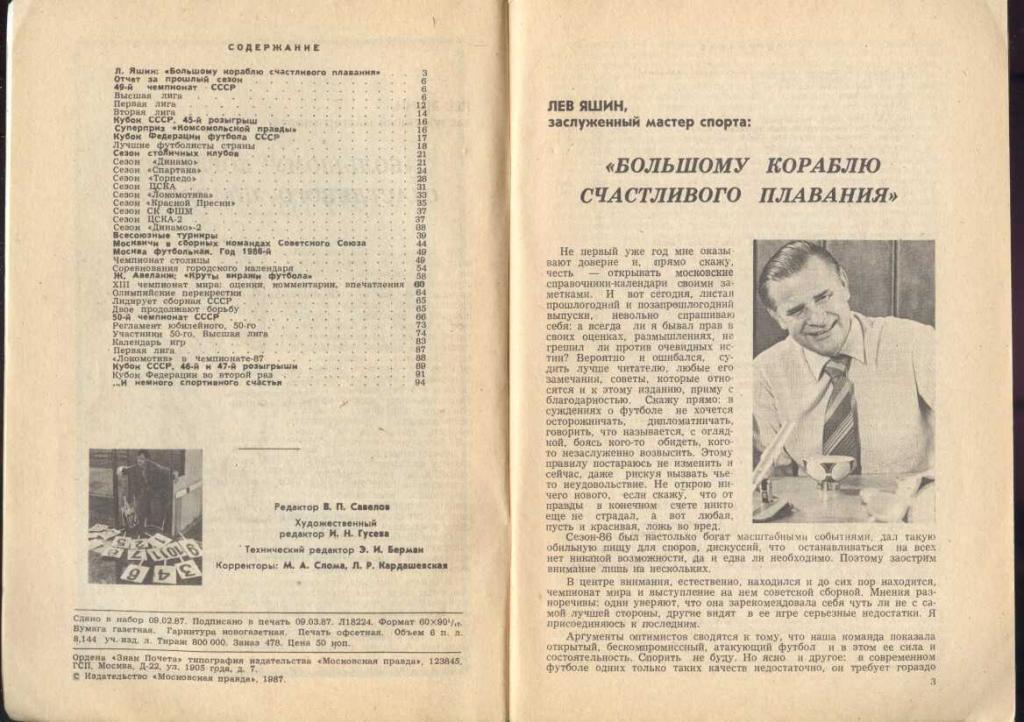 СОДЕРЖАНИЕ
Л. Яшин: «Большому кораблю счастливого плавания» 3
Отчет за прошлый сезон 6
49-й чемпионат СССР 6
Высшая лига 6
Первая лига 12
Вторая лига 14
Кубок СССР, 45-й розыгрыш 16
Суперприз «Комсомольской правды» 16
Кубок Федерации футбола СССР 17
Лучшие футболисты страны 18
Сезон столичных клубов 21
Сезон «Динамо» 21
Сезон «Спартака» 24
Сезон «Торпедо» 28
Сезон ЦСКА 31
Сезон «Локомотива» 33
Сезон «Красной Пресни» 35
Сезон СК ФШМ 37
Сезон ЦСКА-2 37
Сезон «Динамо»-2 38
Всесоюзные турниры 39
Москвичи в сборных командах Советского Союза 44
Москва футбольная. Год 1986-й 49
Чемпионат столицы 49
Соревнования городского календаря 54
Ж. Авеланж: «Круты виражи футбола» 58
XIII чемпионат мира: оценки, комментарии, впечатления 60
Олимпийские перекрестки 64
Лидирует сборная СССР 65
Двое продолжают борьбу 65
50-й чемпионат СССР 66
Регламент юбилейного, 50-го 73
Участники 50-го. Высшая лига 74
Календарь игр 83
Первая лига 87
«Локомотив» в чемпионате-87 88
Кубок СССР, 46-й и 47-й розыгрыши 89
Кубок Федерации во второй раз 91
...И немного спортивного счастья 94
Редактор В. П. Савелов
Художественный
редактор И. Н. Гусева
Технический редактор Э. И. Берман
Корректоры: М. А. Слома, Л. Р. Кардашевская
Сдано в набор 09.02.87. Подписано в печать 09.03.87. Л18224. Формат 60×90¹/₁₆.
Бумага газетная. Гарнитура новогазетная. Печать офсетная. Объем 6 п. л.
8,144 уч. изд. л. Тираж 800 000. Заказ 478. Цена 50 коп.
Ордена «Знак Почета» типография издательства «Московская правда», 123845,
ГСП, Москва, Д-22, ул. 1905 года, д. 7.
© Издательство «Московская правда», 1987.
ЛЕВ ЯШИН,
заслуженный мастер спорта:
«БОЛЬШОМУ КОРАБЛЮ
СЧАСТЛИВОГО ПЛАВАНИЯ»
Не первый уже год мне оказы-
вают доверие и, прямо скажу,
честь — открывать московские
справочники-календари своими за-
метками. И вот сегодня, листая
прошлогодний и позапрошлогодний
выпуски, невольно спрашиваю
себя: а всегда ли я бывал прав в
своих оценках, размышлениях, не
грешил ли против очевидных ис-
тин? Вероятно и ошибался, су-
дить лучше читателю, любые его
замечания, советы, которые отно-
сятся и к этому изданию, приму с
благодарностью. Скажу прямо: в
суждениях о футболе не хочется
осторожничать, дипломатничать,
говорить, что называется, с огляд-
кой, боясь кого-то обидеть, кого-
то незаслуженно возвысить. Этому
правилу постараюсь не изменить и
сейчас, даже рискуя вызвать чье-
то неудовольствие. Не открою ни-
чего нового, если скажу, что от
правды в конечном счете никто
еще не страдал, а вот любая,
пусть и красивая, ложь во вред.
Сезон-86 был настолько богат масштабными событиями, дал такую
обильную пищу для споров, дискуссий, что останавливаться на всех
нет никакой возможности, да и едва ли необходимо. Поэтому заострим
внимание лишь на нескольких.
В центре внимания, естественно, находился и до сих пор находится,
чемпионат мира и выступление на нем советской сборной. Мнения раз-
норечивы: одни уверяют, что она зарекомендовала себя чуть ли не с са-
мой лучшей стороны, другие видят в ее игре серьезные недостатки. Я
присоединяюсь к последним.
Аргументы оптимистов сводятся к тому, что наша команда показала
открытый, бескомпромиссный, атакующий футбол и в этом ее сила и
состоятельность. Спорить не буду. Но ясно и другое: в современном
футболе одних только таких качеств недостаточно, он требует гораздо
3